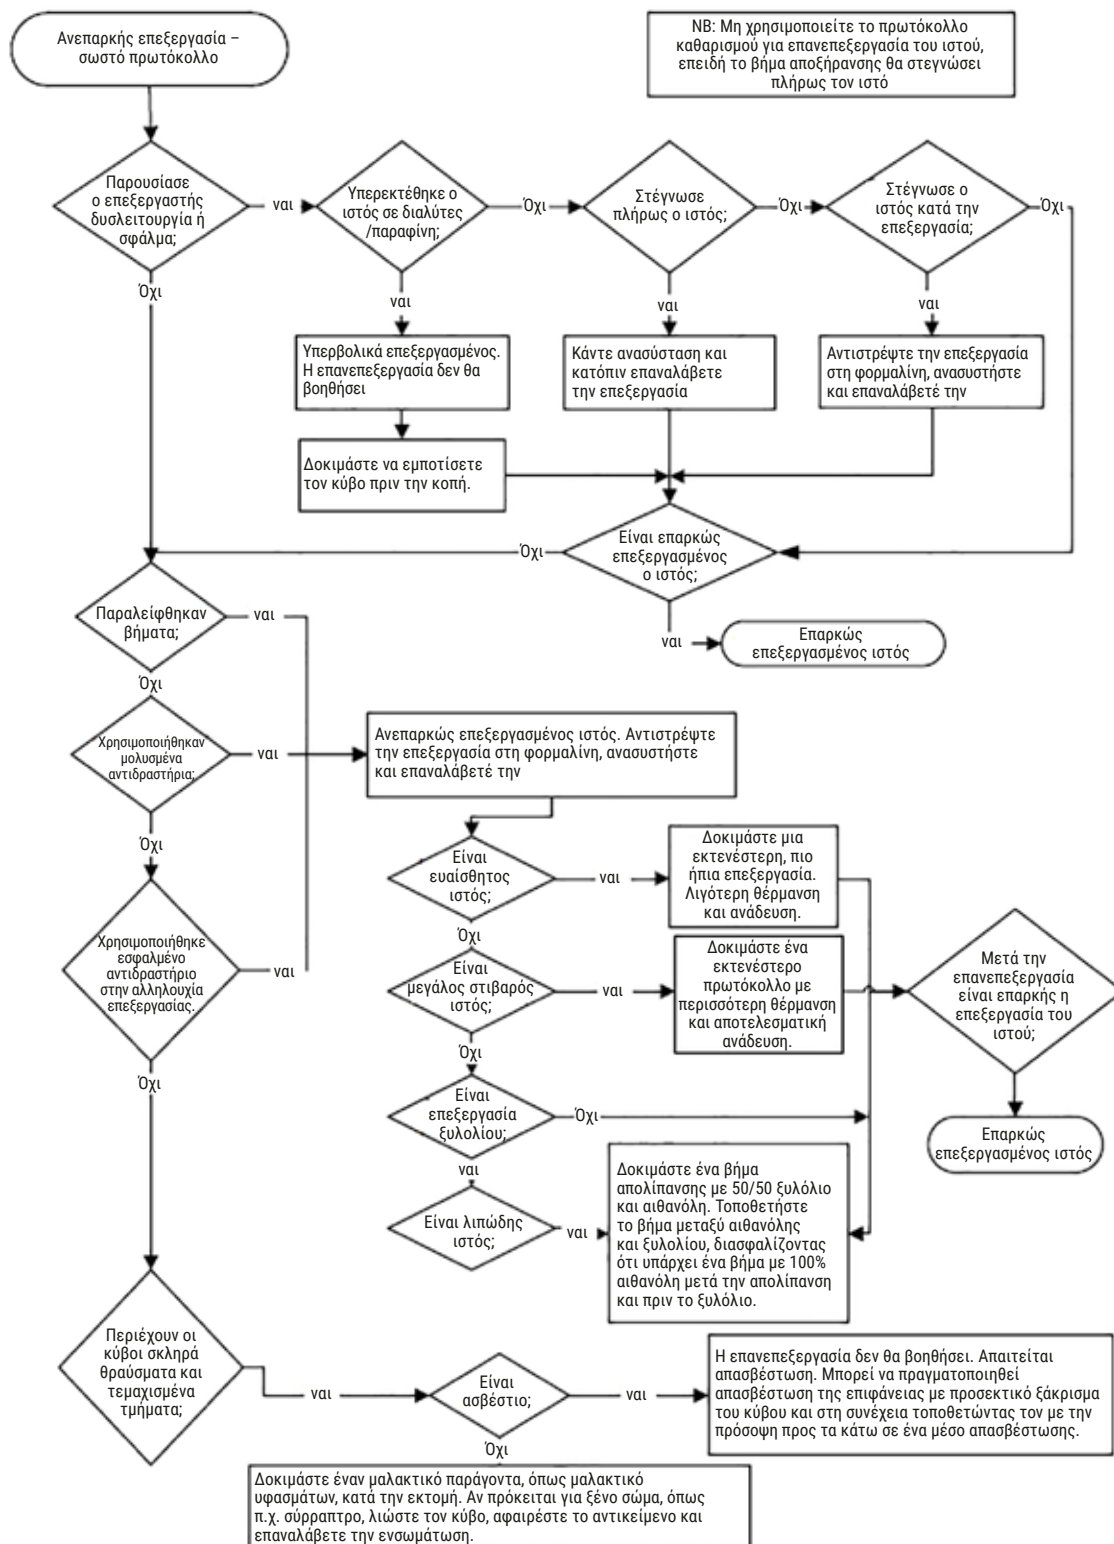 Ανεπαρκής επεξεργασία –
σωστό πρωτόκολλο
NB: Μη χρησιμοποιείτε το πρωτόκολλο
καθαρισμού για επανεπεξεργασία του ιστού,
επειδή το βήμα αποξήρανσης θα στεγνώσει
πλήρως τον ιστό
Παρουσίασε
ο επεξεργαστής
δυσλειτουργία ή
σφάλμα;
ναι
Υπερεκτέθηκε ο
ιστός σε διαλύτες
/παραφίνη;
Όχι
Στέγνωσε
πλήρως ο ιστός;
Όχι
Στέγνωσε ο
ιστός κατά την
επεξεργασία;
Όχι
Όχι
ναι
ναι
ναι
Υπερβολικά επεξεργασμένος.
Η επανεπεξεργασία δεν θα
βοηθήσει
Κάντε ανασύσταση και
κατόπιν επαναλάβετε
την επεξεργασία
Αντιστρέψτε την επεξεργασία
στη φορμαλίνη, ανασυστήστε
και επαναλάβετέ την
Δοκιμάστε να εμποτίσετε
τον κύβο πριν την κοπή.
Όχι
Είναι επαρκώς
επεξεργασμένος
ο ιστός;
ναι
Επαρκώς
επεξεργασμένος ιστός
Παραλείφθηκαν
βήματα;
ναι
Όχι
Χρησιμοποιήθηκαν
μολυσμένα
αντιδραστήρια;
ναι
Ανεπαρκώς επεξεργασμένος ιστός. Αντιστρέψτε
την επεξεργασία στη φορμαλίνη, ανασυστήστε
και επαναλάβετέ την
Όχι
Χρησιμοποιήθηκε
εσφαλμένο
αντιδραστήριο
στην αλληλουχία
επεξεργασίας.
ναι
Όχι
Είναι
ευαίσθητος
ιστός;
ναι
Δοκιμάστε μια
εκτενέστερη, πιο
ήπια επεξεργασία.
Λιγότερη θέρμανση
και ανάδευση.
Όχι
Είναι
μεγάλος στιβαρός
ιστός;
ναι
Δοκιμάστε ένα
εκτενέστερο
πρωτόκολλο με
περισσότερη θέρμανση
και αποτελεσματική
ανάδευση.
Μετά την
επανεπεξεργασία
είναι επαρκής η
επεξεργασία του
ιστού;
Όχι
Είναι
επεξεργασία
ξυλολίου;
Όχι
Επαρκώς
επεξεργασμένος ιστός
ναι
Είναι λιπώδης
ιστός;
ναι
Δοκιμάστε ένα βήμα
απολίπανσης με 50/50 ξυλόλιο
και αιθανόλη. Τοποθετήστε
το βήμα μεταξύ αιθανόλης
και ξυλολίου, διασφαλίζοντας
ότι υπάρχει ένα βήμα με 100%
αιθανόλη μετά την απολίπανση
και πριν το ξυλόλιο.
Περιέχουν οι
κύβοι σκληρά
θραύσματα και
τεμαχισμένα
τμήματα;
ναι
Είναι
ασβέστιο;
ναι
Η επανεπεξεργασία δεν θα βοηθήσει. Απαιτείται
απασβέστωση. Μπορεί να πραγματοποιηθεί
απασβέστωση της επιφάνειας με προσεκτικό ξάκρισμα
του κύβου και στη συνέχεια τοποθετώντας τον με την
πρόσοψη προς τα κάτω σε ένα μέσο απασβέστωσης.
Όχι
Δοκιμάστε έναν μαλακτικό παράγοντα, όπως μαλακτικό
υφασμάτων, κατά την εκτομή. Αν πρόκειται για ξένο σώμα, όπως
π.χ. σύρραπτρο, λιώστε τον κύβο, αφαιρέστε το αντικείμενο και
επαναλάβετε την ενσωμάτωση.